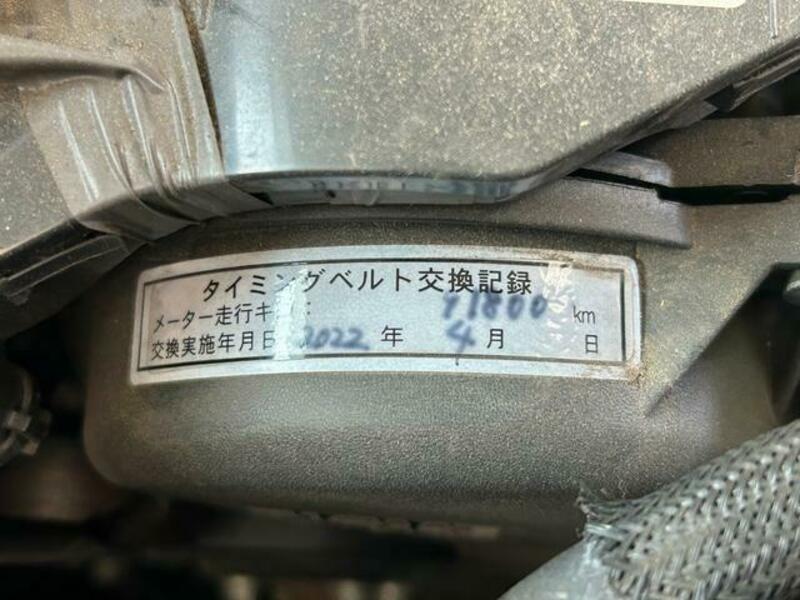 タイミングベルト交換記録
メーター走行キロ: 91800 km
交換実施年月日 2022 年 4 月 日